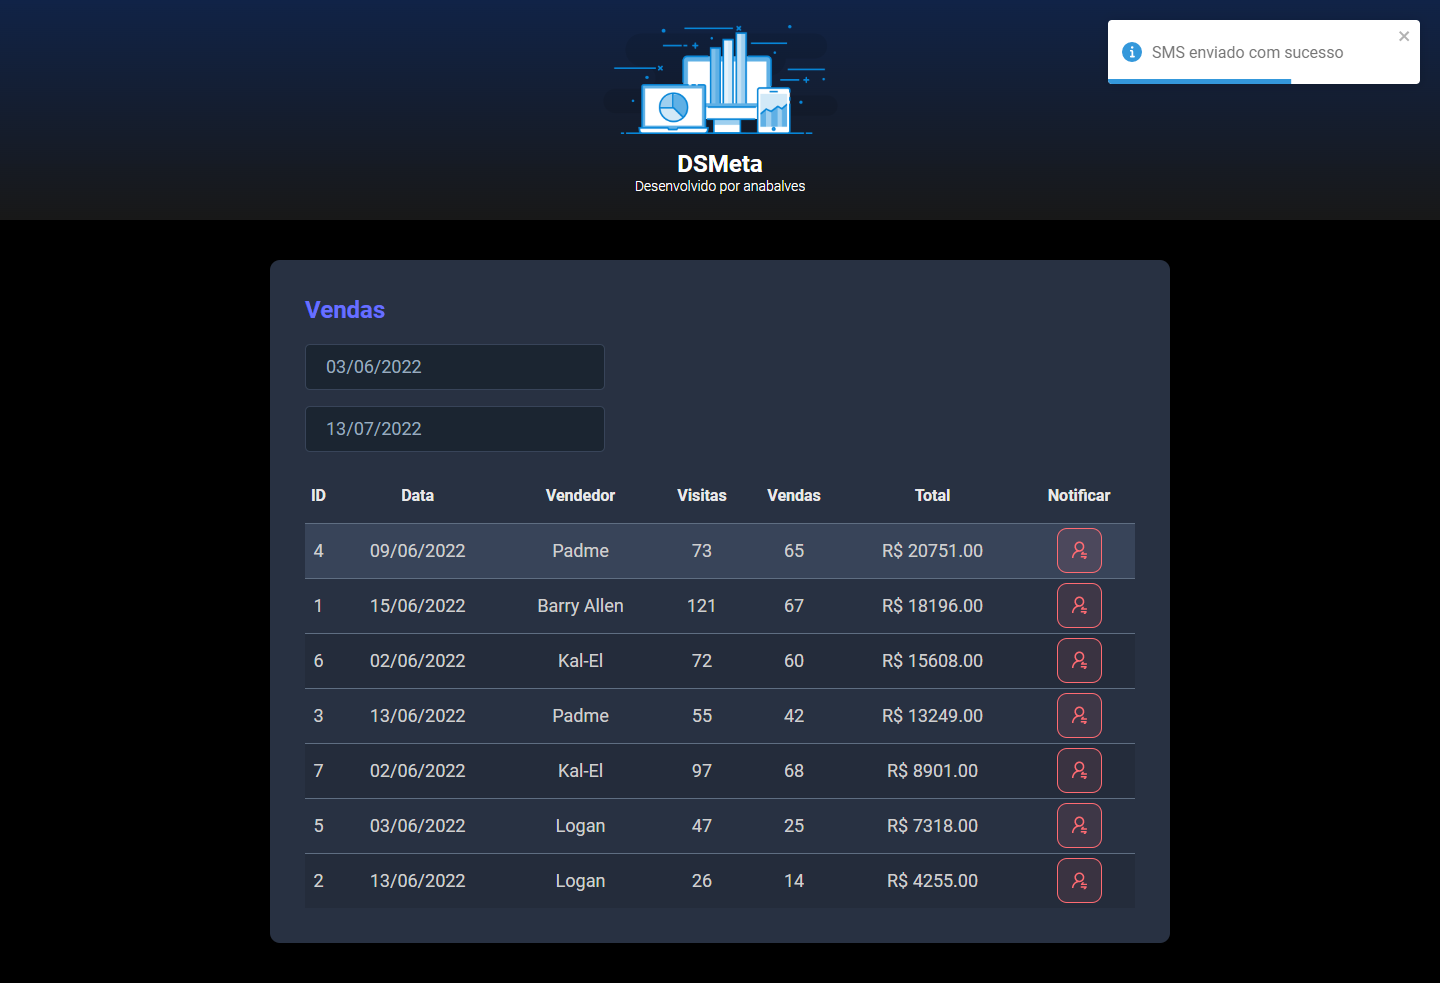 SMS enviado com sucesso
DSMeta
Desenvolvido por anabalves
Vendas
03/06/2022
13/07/2022
ID Data Vendedor Visitas Vendas Total Notificar
4 09/06/2022 Padme 73 65 R$ 20751.00
1 15/06/2022 Barry Allen 121 67 R$ 18196.00
6 02/06/2022 Kal-El 72 60 R$ 15608.00
3 13/06/2022 Padme 55 42 R$ 13249.00
7 02/06/2022 Kal-El 97 68 R$ 8901.00
5 03/06/2022 Logan 47 25 R$ 7318.00
2 13/06/2022 Logan 26 14 R$ 4255.00